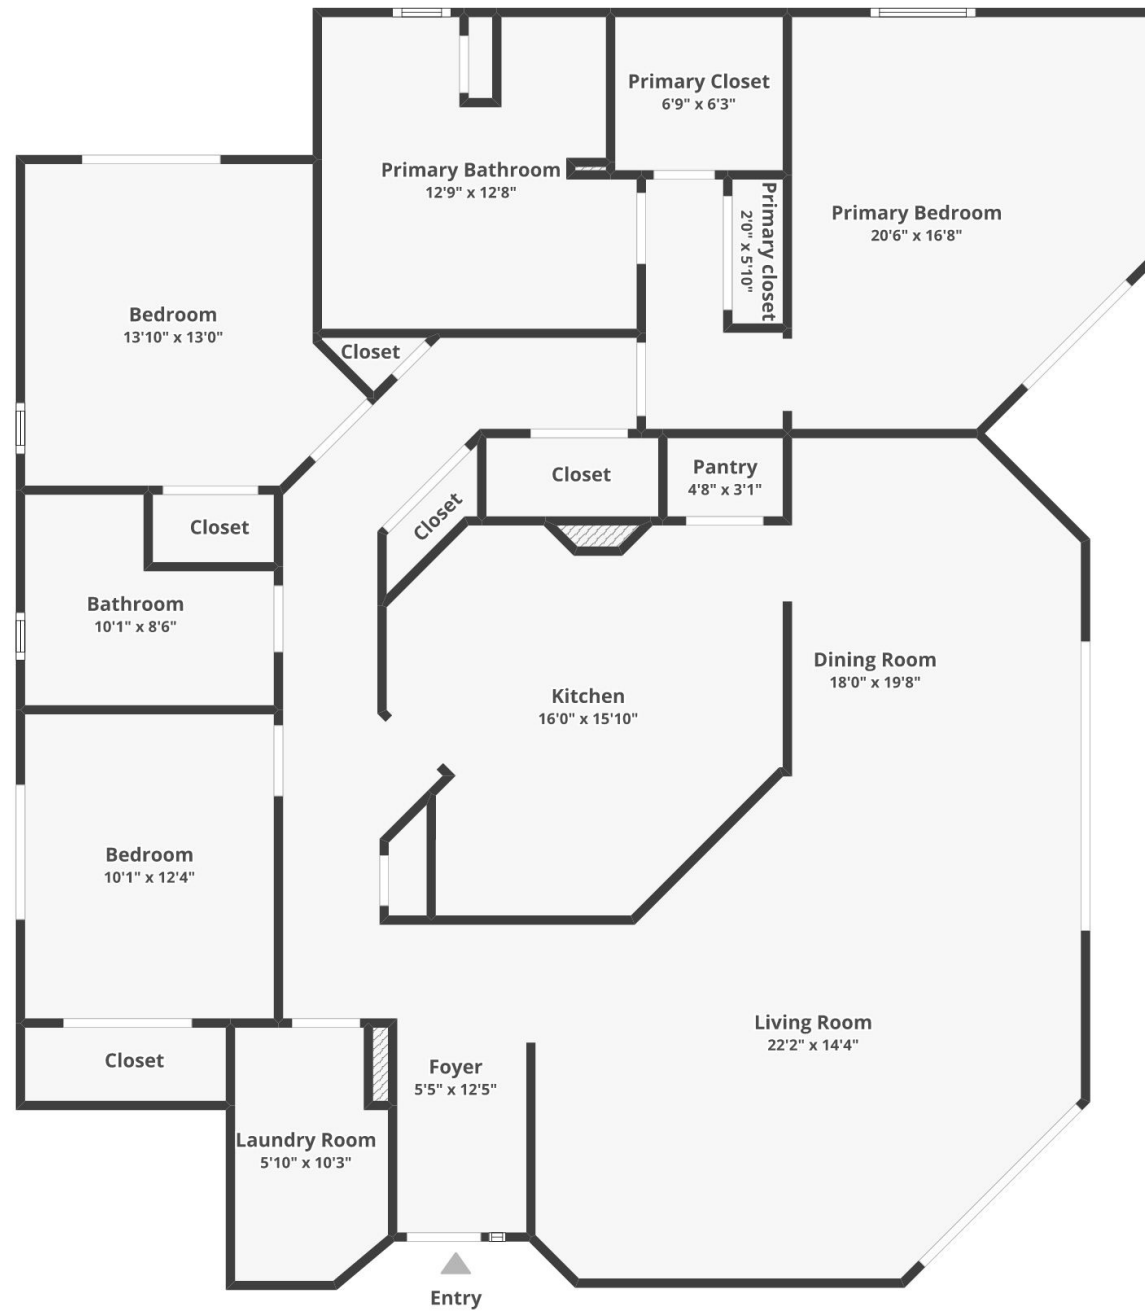 Primary Closet
6'9" x 6'3"
Primary Bathroom
12'9" x 12'8"
Primary closet
2'0" x 5'10"
Primary Bedroom
20'6" x 16'8"
Bedroom
13'10" x 13'0"
Closet
Closet
Pantry
4'8" x 3'1"
Closet
Closet
Bathroom
10'1" x 8'6"
Kitchen
16'0" x 15'10"
Dining Room
18'0" x 19'8"
Bedroom
10'1" x 12'4"
Living Room
22'2" x 14'4"
Closet
Foyer
5'5" x 12'5"
Laundry Room
5'10" x 10'3"
Entry